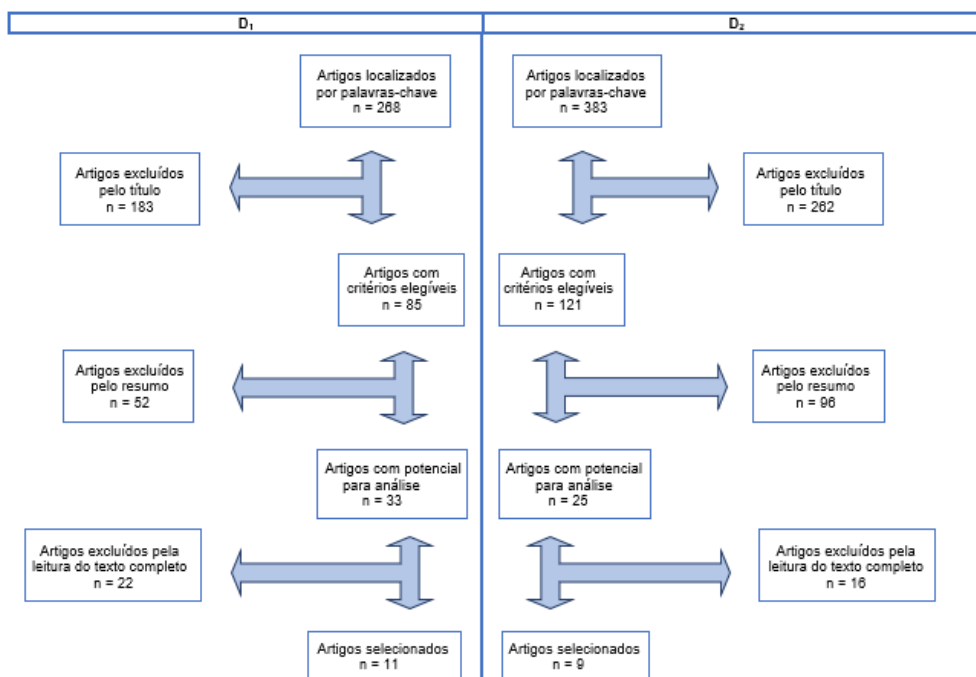 D₁
D₂
Artigos localizados
por palavras-chave
n = 268
Artigos localizados
por palavras-chave
n = 383
Artigos excluídos
pelo título
n = 183
Artigos excluídos
pelo título
n = 262
Artigos com
critérios elegíveis
n = 85
Artigos com
critérios elegíveis
n = 121
Artigos excluídos
pelo resumo
n = 52
Artigos excluídos
pelo resumo
n = 96
Artigos com potencial
para análise
n = 33
Artigos com potencial
para análise
n = 25
Artigos excluídos pela
leitura do texto completo
n = 22
Artigos excluídos pela
leitura do texto completo
n = 16
Artigos selecionados
n = 11
Artigos selecionados
n = 9